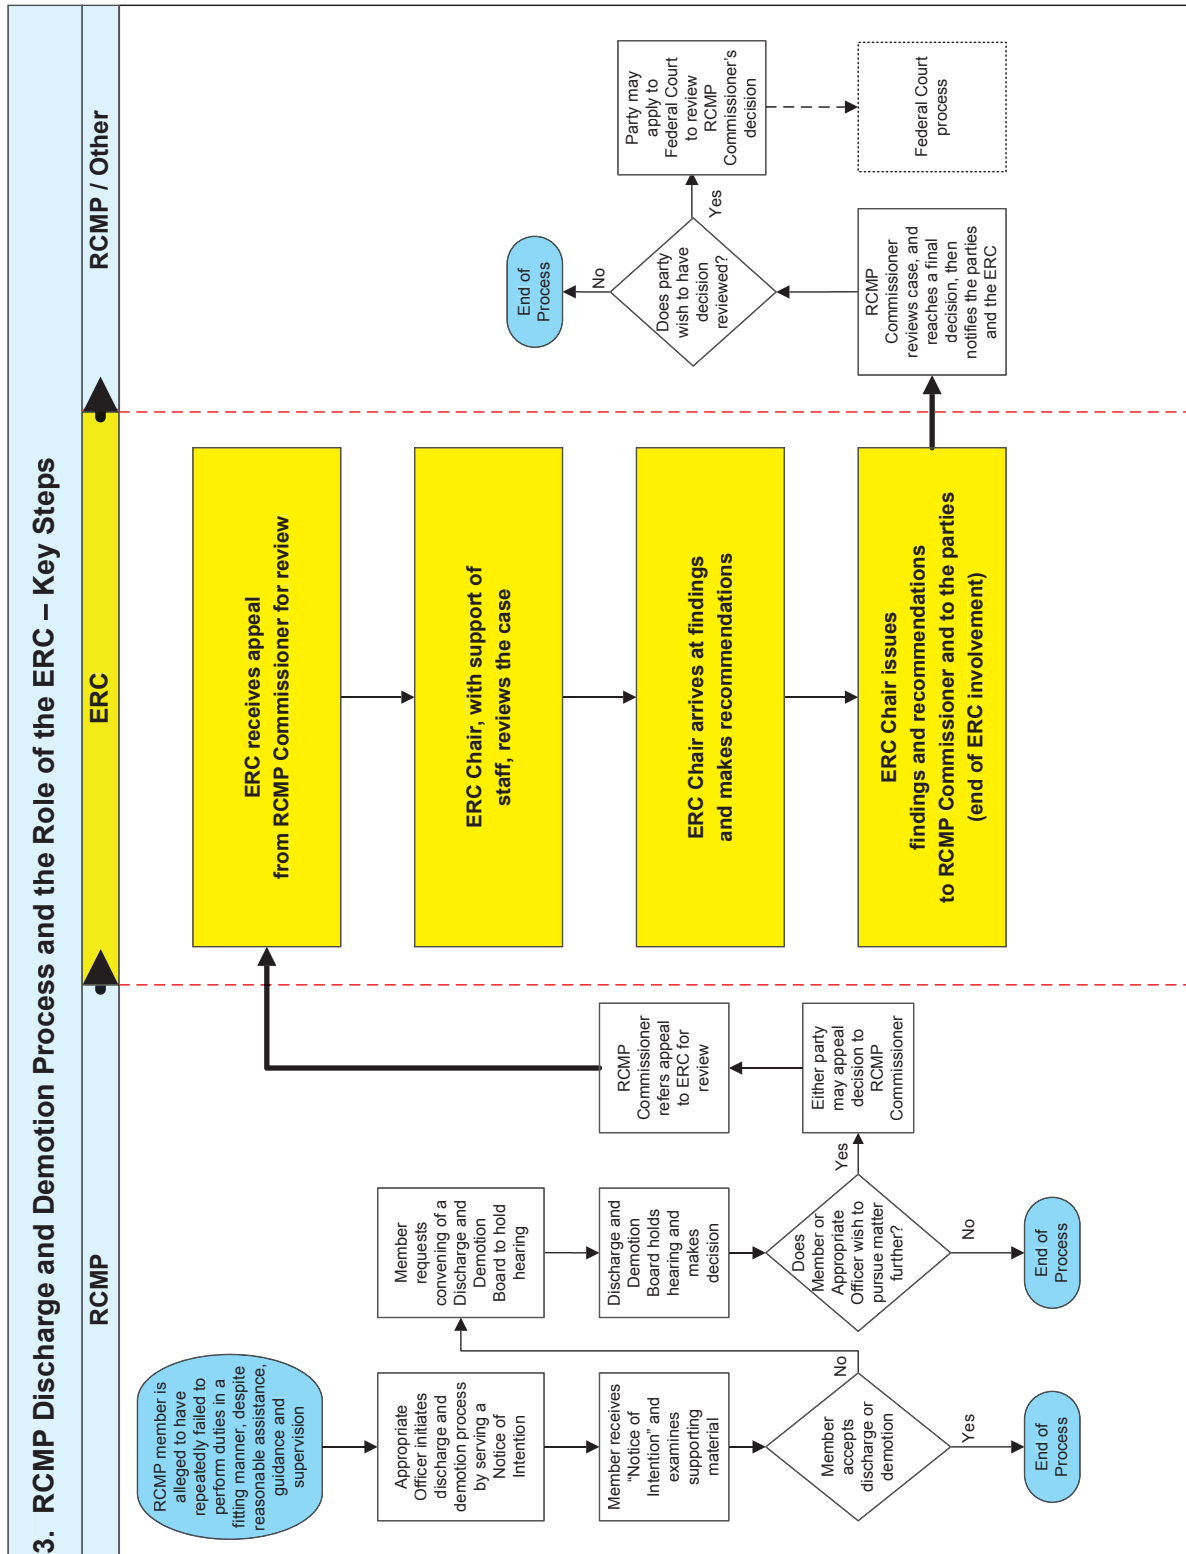 3. RCMP Discharge and Demotion Process and the Role of the ERC – Key Steps
RCMP
ERC
RCMP / Other
RCMP member is
alleged to have
repeatedly failed to
perform duties in a
fitting manner, despite
reasonable assistance,
guidance and
supervision
Appropriate
Officer initiates
discharge and
demotion process
by serving a
Notice of
Intention
Member receives
“Notice of
Intention” and
examines
supporting
material
Member
accepts
discharge or
demotion
No
Yes
End of
Process
Member
requests
convening of a
Discharge and
Demotion
Board to hold
hearing
Discharge and
Demotion
Board holds
hearing and
makes
decision
Does
Member or
Appropriate
Officer wish to
pursue matter
further?
Yes
No
End of
Process
Either party
may appeal
decision to
RCMP
Commissioner
RCMP
Commissioner
refers appeal
to ERC for
review
ERC receives appeal
from RCMP Commissioner for review
ERC Chair, with support of
staff, reviews the case
ERC Chair arrives at findings
and makes recommendations
ERC Chair issues
findings and recommendations
to RCMP Commissioner and to the parties
(end of ERC involvement)
RCMP
Commissioner
reviews case, and
reaches a final
decision, then
notifies the parties
and the ERC
Does party
wish to have
decision
reviewed?
No
Yes
End of
Process
Party may
apply to
Federal Court
to review
RCMP
Commissioner’s
decision
Federal Court
process